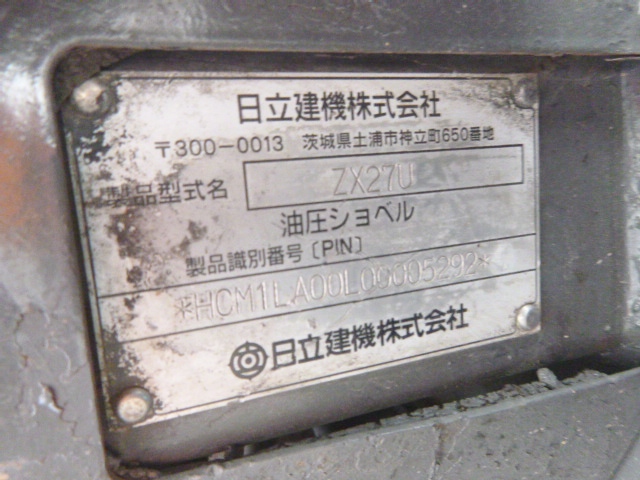 日立建機株式会社
〒300-0013 茨城県土浦市神立町650番地
製品型式名 ZX27U
油圧ショベル
製品識別番号〔PIN〕
*HCM1LA00L00005292*
日立建機株式会社